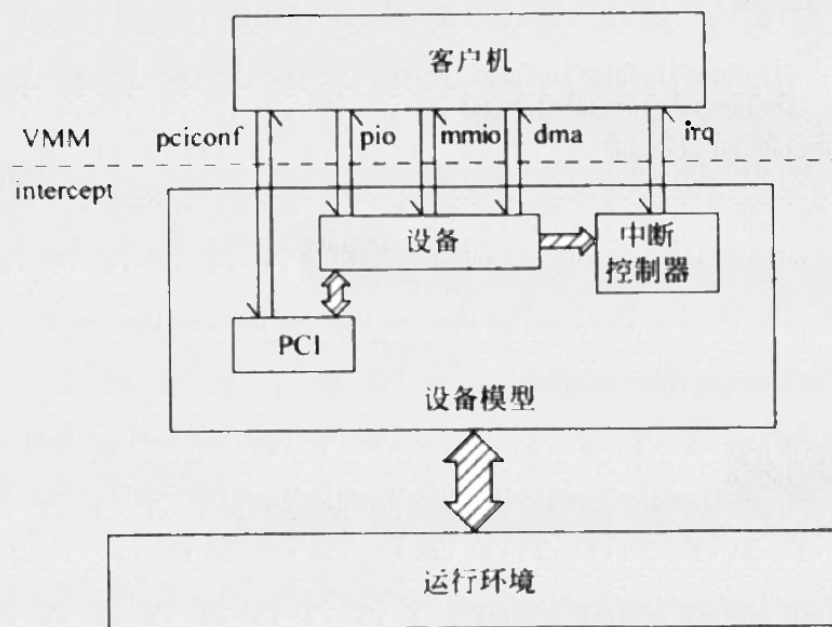 客户机
VMM pciconf pio mmio dma irq
intercept
设备
中断
控制器
PCI
设备模型
运行环境